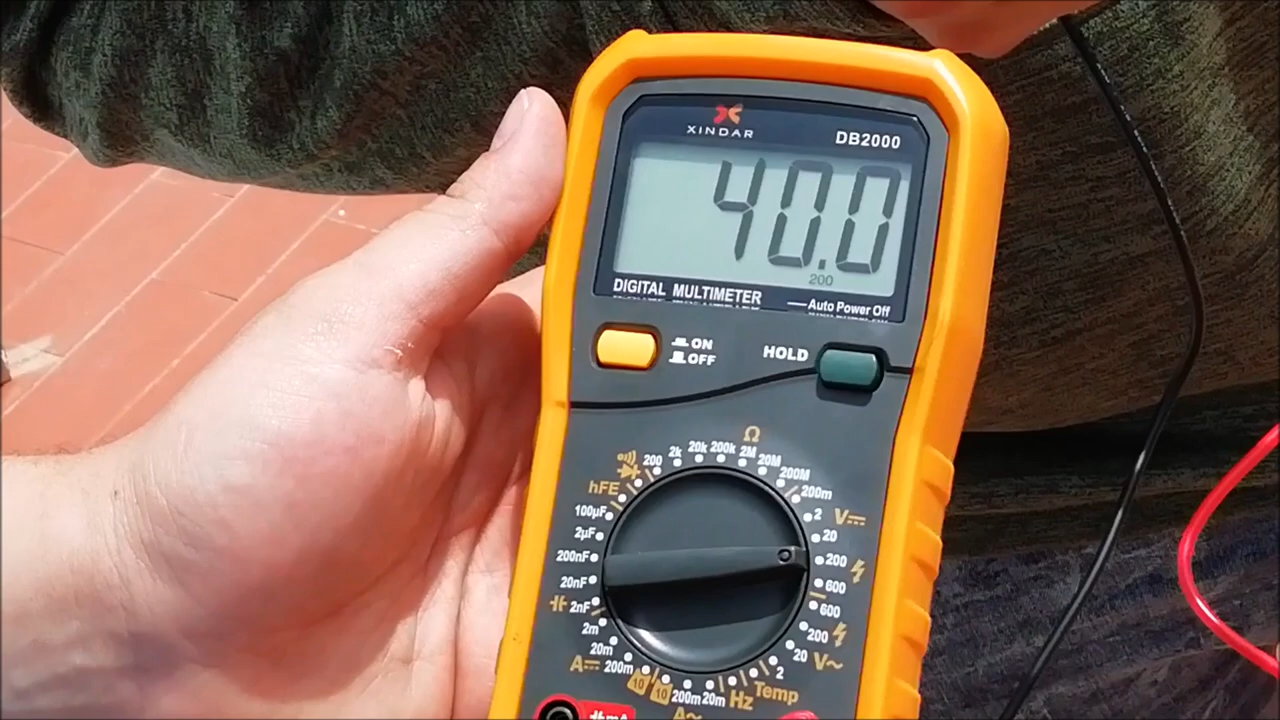 XINDAR
DB2000
40.0
200
DIGITAL MULTIMETER
Auto Power Off
ON
OFF
HOLD
Ω
200 2k 20k 200k 2M 20M 200M
hFE
100µF
2µF
200nF
20nF
2nF
2m
20m
A
200m
10
10
200m
20m
A~
Hz
Temp
200m
2
V
20
200
600
600
200
20
V~
2